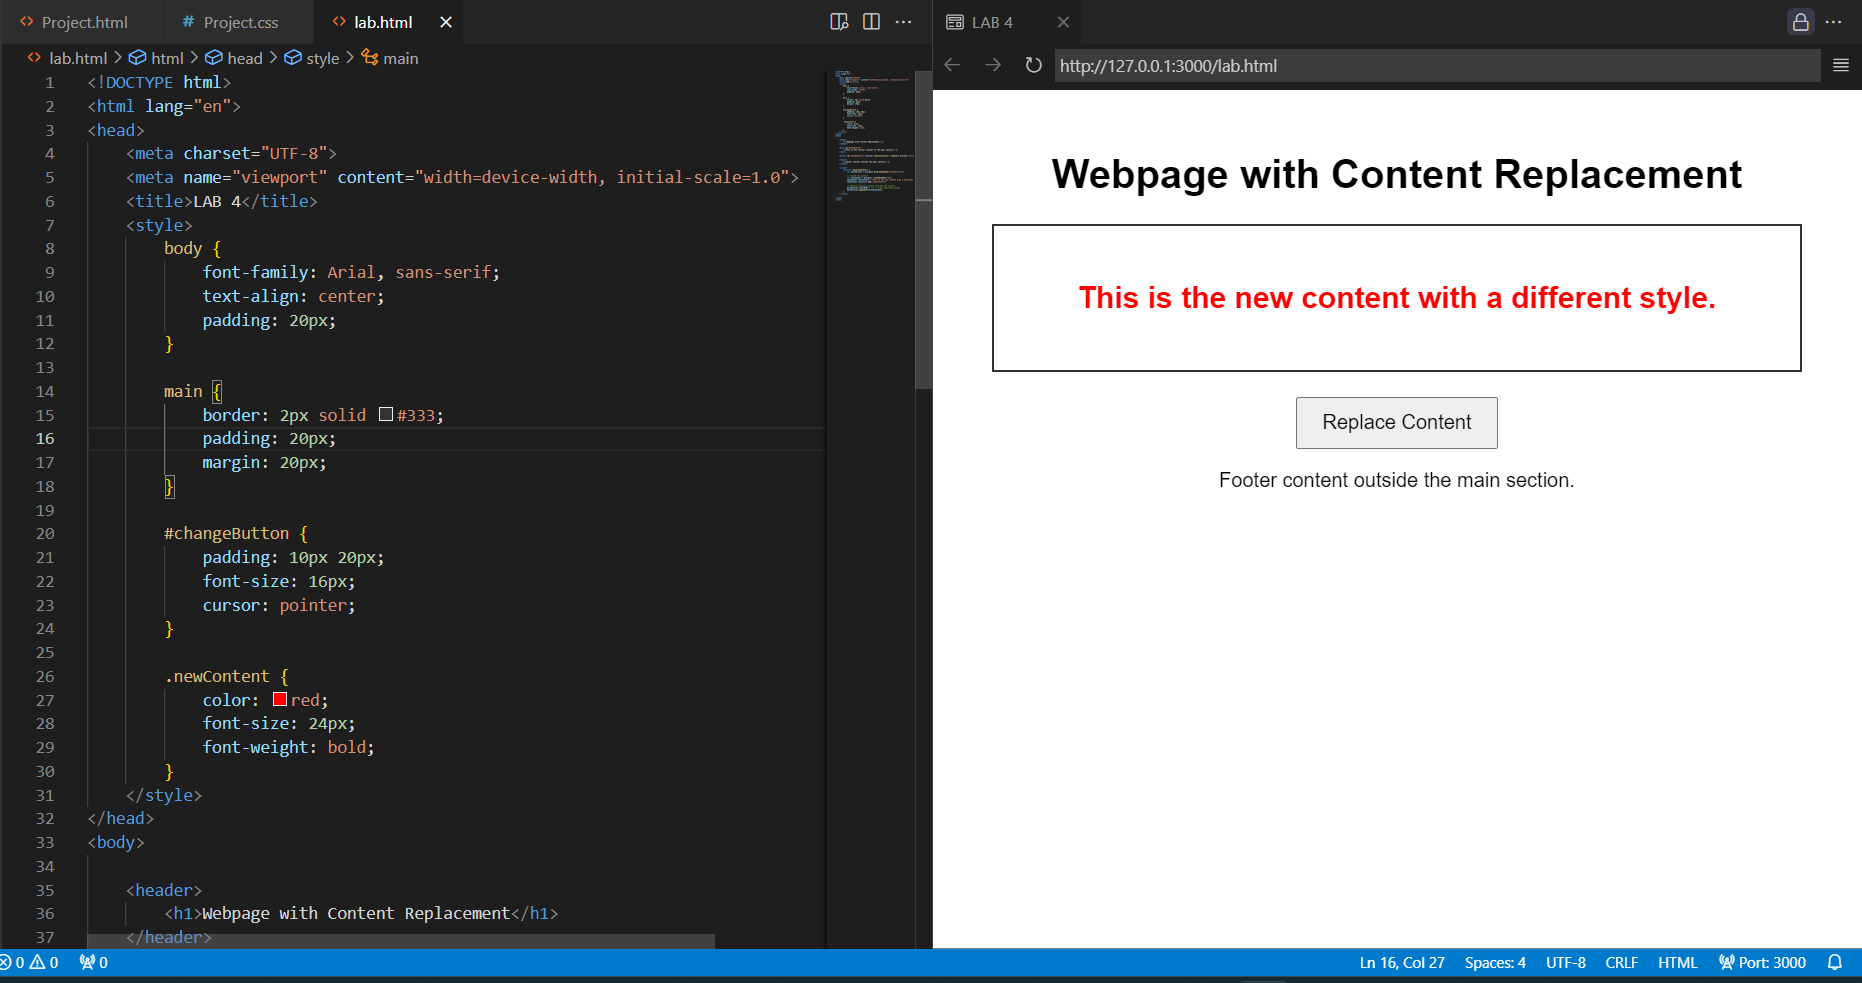 Project.html
# Project.css
lab.html
lab.html > html > head > style > main
1 <!DOCTYPE html>
2 <html lang="en">
3 <head>
4 <meta charset="UTF-8">
5 <meta name="viewport" content="width=device-width, initial-scale=1.0">
6 <title>LAB 4</title>
7 <style>
8 body {
9 font-family: Arial, sans-serif;
10 text-align: center;
11 padding: 20px;
12 }
13
14 main {
15 border: 2px solid #333;
16 padding: 20px;
17 margin: 20px;
18 }
19
20 #changeButton {
21 padding: 10px 20px;
22 font-size: 16px;
23 cursor: pointer;
24 }
25
26 .newContent {
27 color: red;
28 font-size: 24px;
29 font-weight: bold;
30 }
31 </style>
32 </head>
33 <body>
34
35 <header>
36 <h1>Webpage with Content Replacement</h1>
37 </header>
LAB 4
http://127.0.0.1:3000/lab.html
Webpage with Content Replacement
This is the new content with a different style.
Replace Content
Footer content outside the main section.
0 0 0
Ln 16, Col 27 Spaces: 4 UTF-8 CRLF HTML Port: 3000